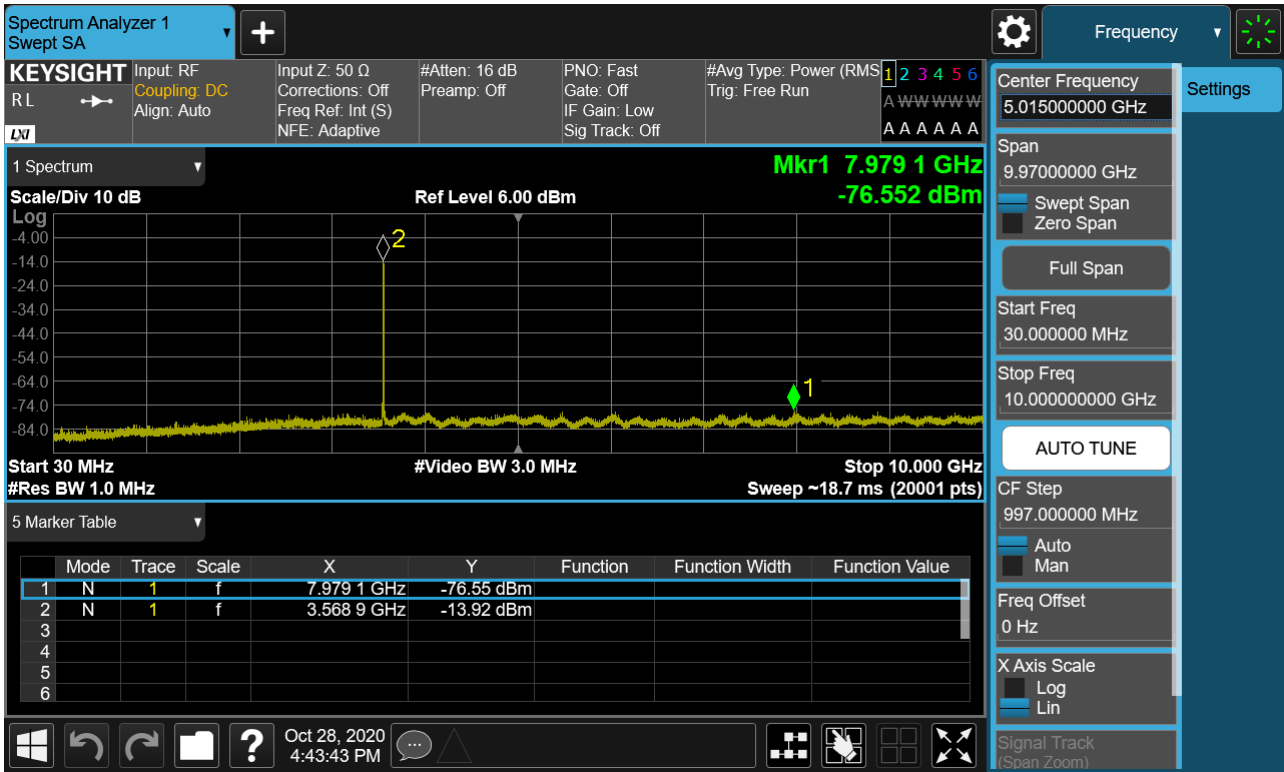 Spectrum Analyzer 1
Swept SA
+
Frequency
KEYSIGHT
R L
LXI
Input: RF
Coupling: DC
Align: Auto
Input Z: 50 Ω
Corrections: Off
Freq Ref: Int (S)
NFE: Adaptive
#Atten: 16 dB
Preamp: Off
PNO: Fast
Gate: Off
IF Gain: Low
Sig Track: Off
#Avg Type: Power (RMS
Trig: Free Run
1 2 3 4 5 6
A W W W W W
A A A A A A
1 Spectrum
Mkr1 7.979 1 GHz
-76.552 dBm
Scale/Div 10 dB
Ref Level 6.00 dBm
Log
-4.00
-14.0
-24.0
-34.0
-44.0
-54.0
-64.0
-74.0
-84.0
2
1
Start 30 MHz
#Video BW 3.0 MHz
Stop 10.000 GHz
#Res BW 1.0 MHz
Sweep ~18.7 ms (20001 pts)
5 Marker Table
Mode Trace Scale X Y Function Function Width Function Value
1 N 1 f 7.979 1 GHz -76.55 dBm
2 N 1 f 3.568 9 GHz -13.92 dBm
3
4
5
6
?
Oct 28, 2020
4:43:43 PM
Center Frequency
5.015000000 GHz
Settings
Span
9.97000000 GHz
Swept Span
Zero Span
Full Span
Start Freq
30.000000 MHz
Stop Freq
10.000000000 GHz
AUTO TUNE
CF Step
997.000000 MHz
Auto
Man
Freq Offset
0 Hz
X Axis Scale
Log
Lin
Signal Track
(Span Zoom)